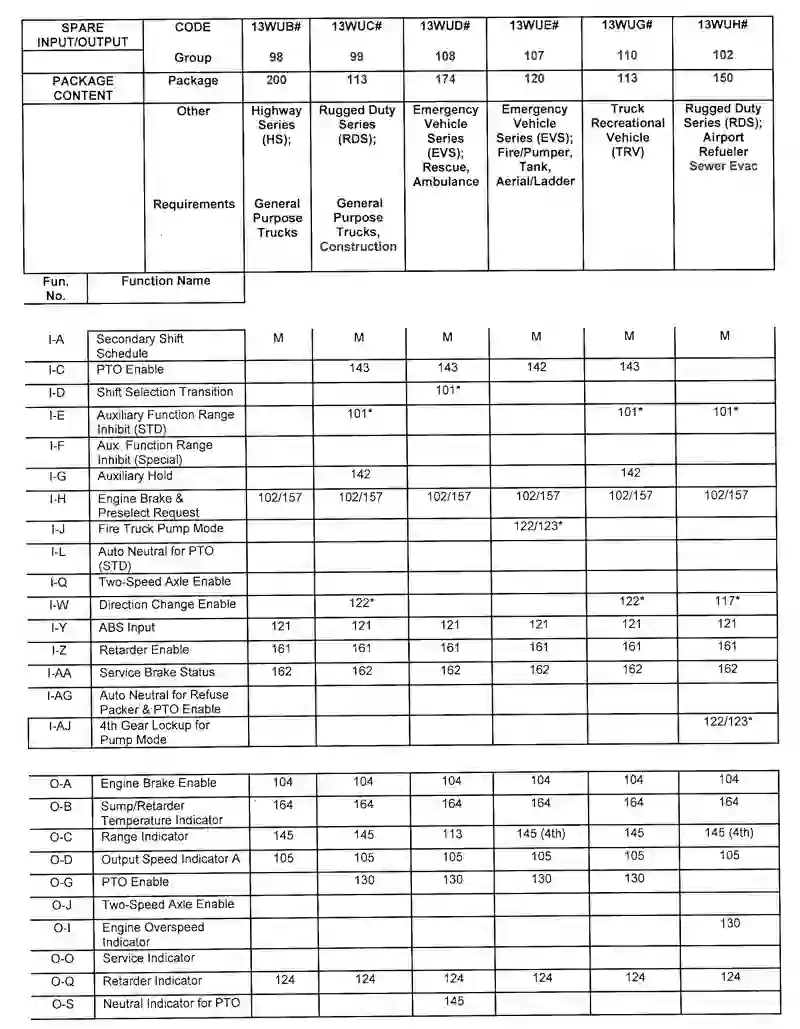 SPARE INPUT/OUTPUT CODE 13WUB# 13WUC# 13WUD# 13WUE# 13WUG# 13WUH#
Group 98 99 108 107 110 102
PACKAGE CONTENT Package 200 113 174 120 113 150
Other Highway Series (HS); Rugged Duty Series (RDS); Emergency Vehicle Series (EVS); Rescue, Ambulance Emergency Vehicle Series (EVS); Fire/Pumper, Tank, Aerial/Ladder Truck Recreational Vehicle (TRV) Rugged Duty Series (RDS); Airport Refueler Sewer Evac
Requirements General Purpose Trucks General Purpose Trucks, Construction
Fun. No. Function Name
I-A Secondary Shift Schedule M M M M M M
I-C PTO Enable 143 143 142 143
I-D Shift Selection Transition 101*
I-E Auxiliary Function Range Inhibit (STD) 101* 101* 101*
I-F Aux. Function Range Inhibit (Special)
I-G Auxiliary Hold 142 142
I-H Engine Brake & Preselect Request 102/157 102/157 102/157 102/157 102/157 102/157
I-J Fire Truck Pump Mode 122/123*
I-L Auto Neutral for PTO (STD)
I-Q Two-Speed Axle Enable
I-W Direction Change Enable 122* 122* 117*
I-Y ABS Input 121 121 121 121 121 121
I-Z Retarder Enable 161 161 161 161 161 161
I-AA Service Brake Status 162 162 162 162 162 162
I-AG Auto Neutral for Refuse Packer & PTO Enable
I-AJ 4th Gear Lockup for Pump Mode 122/123*
O-A Engine Brake Enable 104 104 104 104 104 104
O-B Sump/Retarder Temperature Indicator 164 164 164 164 164 164
O-C Range Indicator 145 145 113 145 (4th) 145 145 (4th)
O-D Output Speed Indicator A 105 105 105 105 105 105
O-G PTO Enable 130 130 130 130
O-J Two-Speed Axle Enable
O-I Engine Overspeed Indicator 130
O-O Service Indicator
O-Q Retarder Indicator 124 124 124 124 124 124
O-S Neutral Indicator for PTO 145